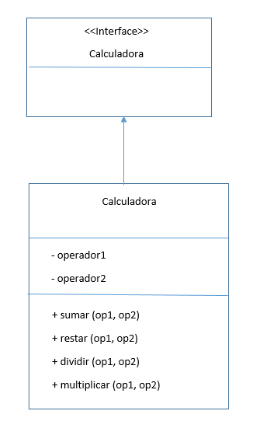 <<Interface>>
Calculadora
Calculadora
- operador1
- operador2
+ sumar (op1, op2)
+ restar (op1, op2)
+ dividir (op1, op2)
+ multiplicar (op1, op2)